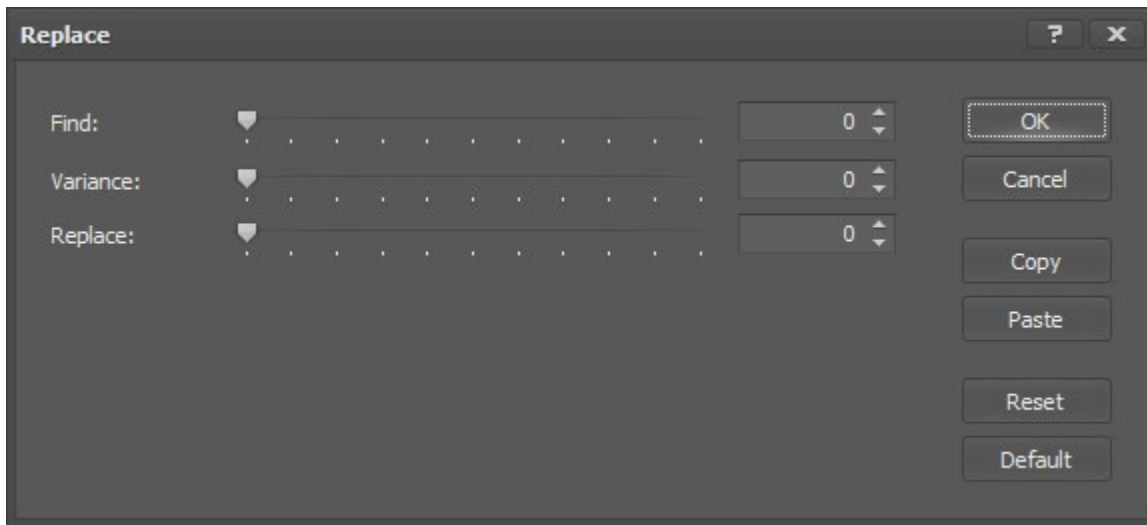 Replace
? x
Find: 0 OK
Variance: 0 Cancel
Replace: 0
Copy
Paste
Reset
Default